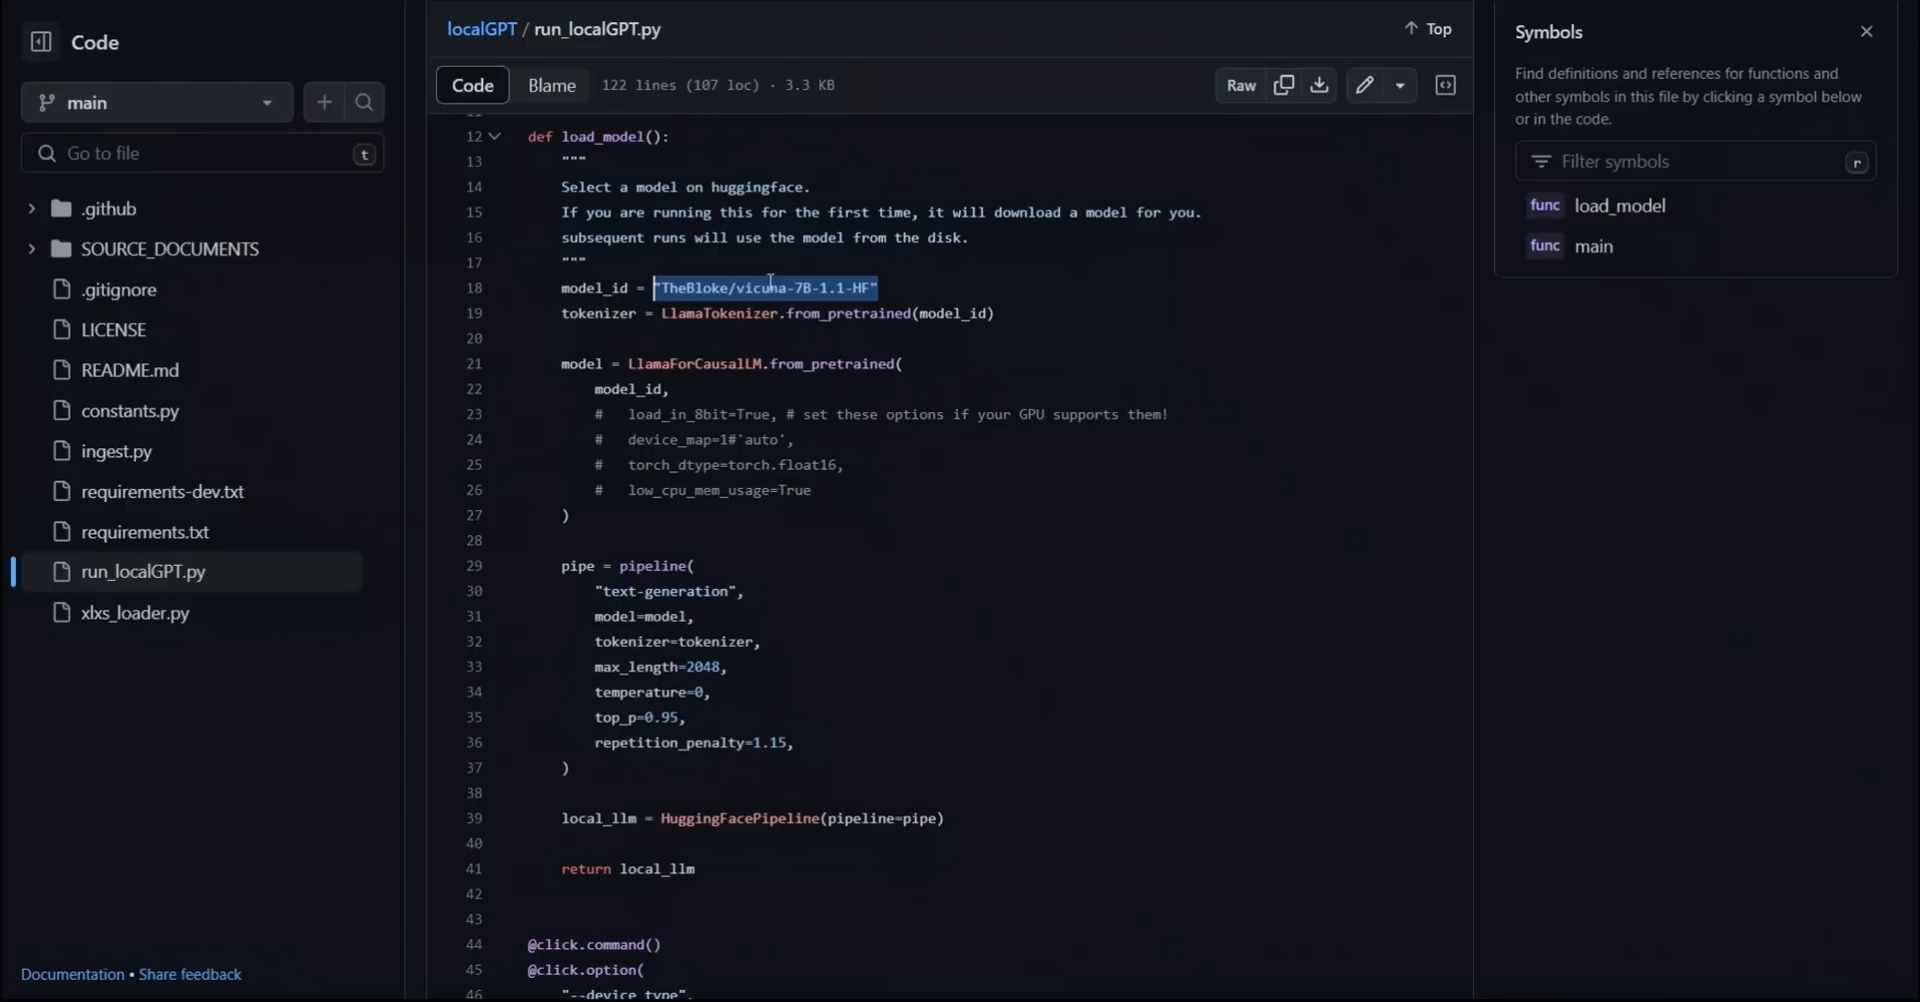 Code
main
Go to file
t
.github
SOURCE_DOCUMENTS
.gitignore
LICENSE
README.md
constants.py
ingest.py
requirements-dev.txt
requirements.txt
run_localGPT.py
xlxs_loader.py
Documentation • Share feedback
localGPT / run_localGPT.py
Top
Code Blame 122 lines (107 loc) · 3.3 KB
Raw
12 def load_model():
13 """
14 Select a model on huggingface.
15 If you are running this for the first time, it will download a model for you.
16 subsequent runs will use the model from the disk.
17 """
18 model_id = "TheBloke/vicuna-7B-1.1-HF"
19 tokenizer = LlamaTokenizer.from_pretrained(model_id)
20
21 model = LlamaForCausalLM.from_pretrained(
22 model_id,
23 # load_in_8bit=True, # set these options if your GPU supports them!
24 # device_map=1#'auto',
25 # torch_dtype=torch.float16,
26 # low_cpu_mem_usage=True
27 )
28
29 pipe = pipeline(
30 "text-generation",
31 model=model,
32 tokenizer=tokenizer,
33 max_length=2048,
34 temperature=0,
35 top_p=0.95,
36 repetition_penalty=1.15,
37 )
38
39 local_llm = HuggingFacePipeline(pipeline=pipe)
40
41 return local_llm
42
43
44 @click.command()
45 @click.option(
46 "--device_type",
Symbols
Find definitions and references for functions and
other symbols in this file by clicking a symbol below
or in the code.
Filter symbols
r
func load_model
func main